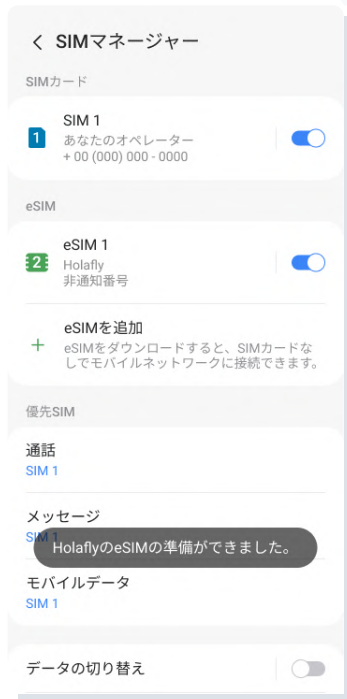 SIMマネージャー
SIMカード
1
SIM 1
あなたのオペレーター
+ 00 (000) 000 - 0000
eSIM
2
eSIM 1
Holafly
非通知番号
eSIMを追加
eSIMをダウンロードすると、SIMカードな
しでモバイルネットワークに接続できます。
優先SIM
通話
SIM 1
メッセージ
HolaflyのeSIMの準備ができました。
モバイルデータ
SIM 1
データの切り替え